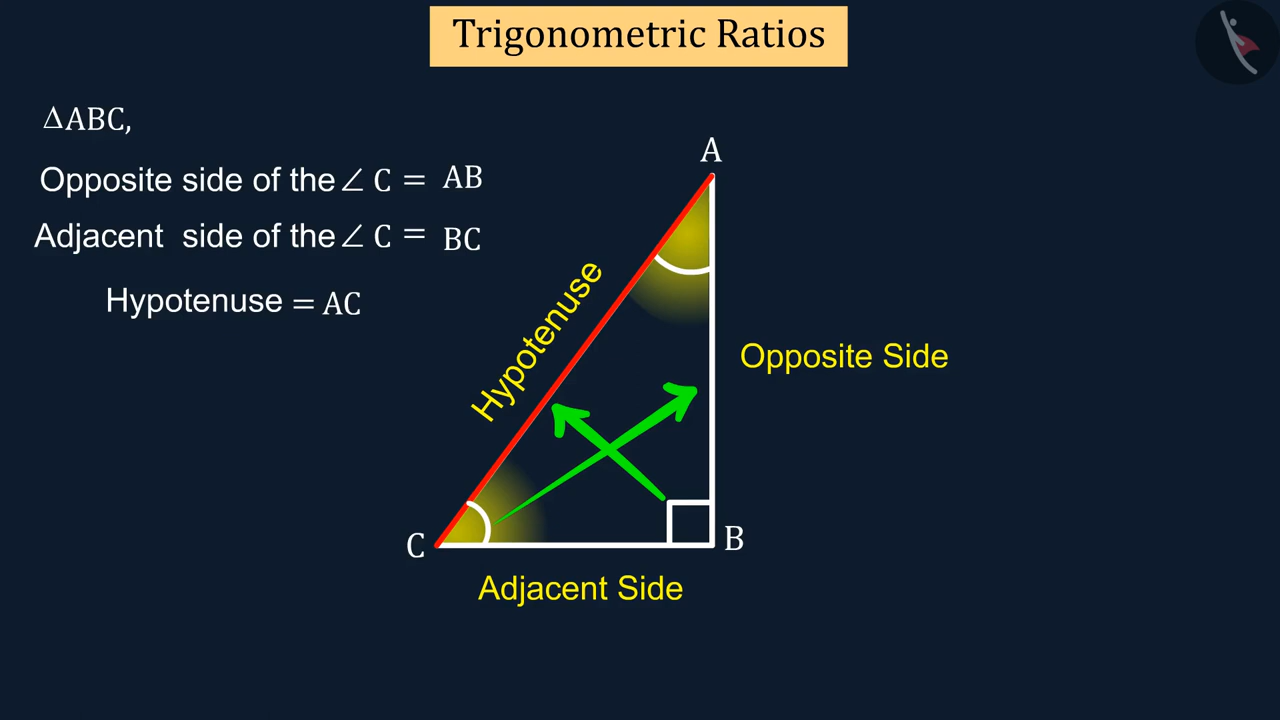 Trigonometric Ratios
ΔABC,
Opposite side of the ∠ C = AB
Adjacent side of the ∠ C = BC
Hypotenuse = AC
A
Hypotenuse
Opposite Side
C
B
Adjacent Side